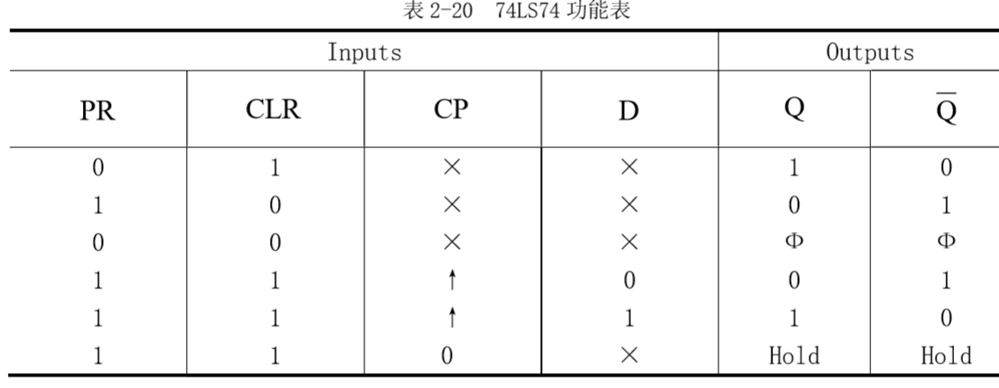 表 2-20 74LS74 功能表
Inputs Outputs
PR CLR CP D Q Q̅
0 1 × × 1 0
1 0 × × 0 1
0 0 × × Φ Φ
1 1 ↑ 0 0 1
1 1 ↑ 1 1 0
1 1 0 × Hold Hold